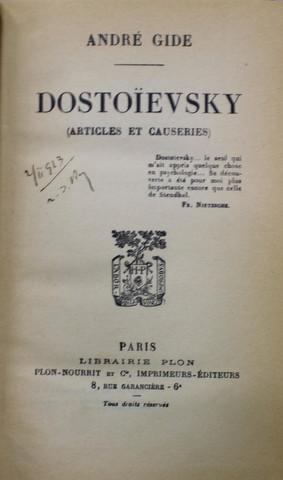 ANDRÉ GIDE
DOSTOÏEVSKY
(ARTICLES ET CAUSERIES)
Dostoïevsky... le seul qui
m'ait appris quelque chose
en psychologie... Sa décou-
verte a été pour moi plus
importante encore que celle
de Stendhal.
Fr. Nietzsche.
PARIS
LIBRAIRIE PLON
PLON-NOURRIT ET Cie, IMPRIMEURS-ÉDITEURS
8, RUE GARANCIÈRE - 6e
Tous droits réservés